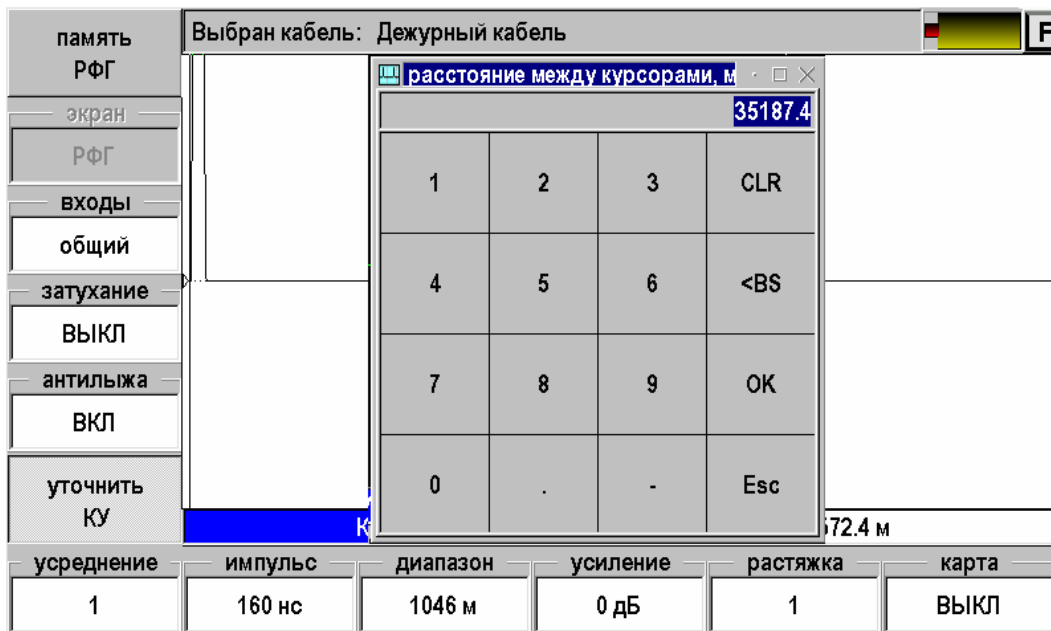 память
РФГ
Выбран кабель: Дежурный кабель
F
экран
РФГ
входы
общий
затухание
ВЫКЛ
антилыжа
ВКЛ
уточнить
КУ
расстояние между курсорами, м
35187.4
1 2 3 CLR
4 5 6 <BS
7 8 9 OK
0 . - Esc
572.4 м
усреднение
1
импульс
160 нс
диапазон
1046 м
усиление
0 дБ
растяжка
1
карта
ВЫКЛ